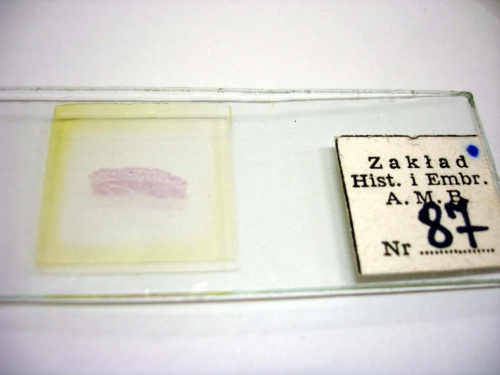 Zakład
Hist. i Embr.
A. M. B.
Nr 87